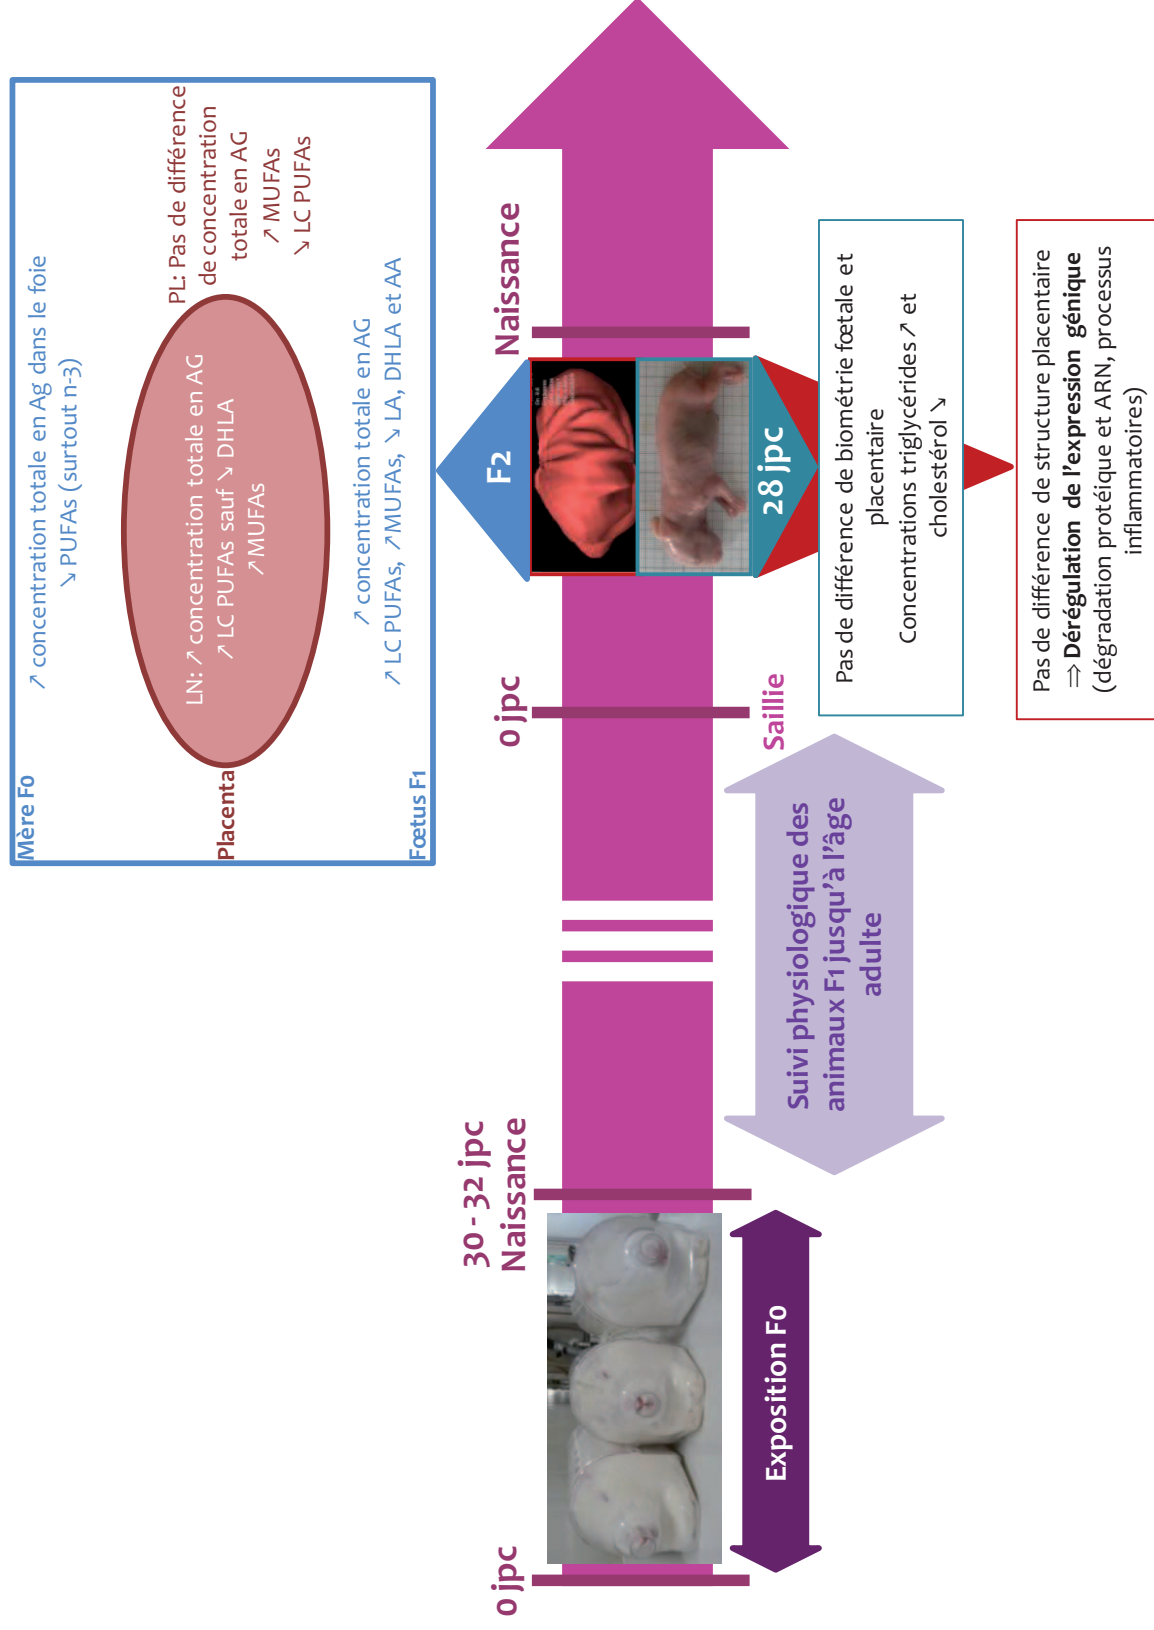 Mère F0
↗ concentration totale en Ag dans le foie
↘ PUFAs (surtout n-3)
Placenta
LN: ↗ concentration totale en AG
↗ LC PUFAs sauf ↘ DHLA
↗MUFAs
PL: Pas de différence
de concentration
totale en AG
↗ MUFAs
↘ LC PUFAs
Fœtus F1
↗ concentration totale en AG
↗ LC PUFAs, ↗MUFAs, ↘ LA, DHLA et AA
0 jpc
30 - 32 jpc
Naissance
0 jpc
F2
Naissance
28 jpc
Saillie
Exposition F0
Suivi physiologique des
animaux F1 jusqu'à l'âge
adulte
Pas de différence de biométrie fœtale et
placentaire
Concentrations triglycérides ↗ et
cholestérol ↘
Pas de différence de structure placentaire
⇒ Dérégulation de l'expression génique
(dégradation protéique et ARN, processus
inflammatoires)